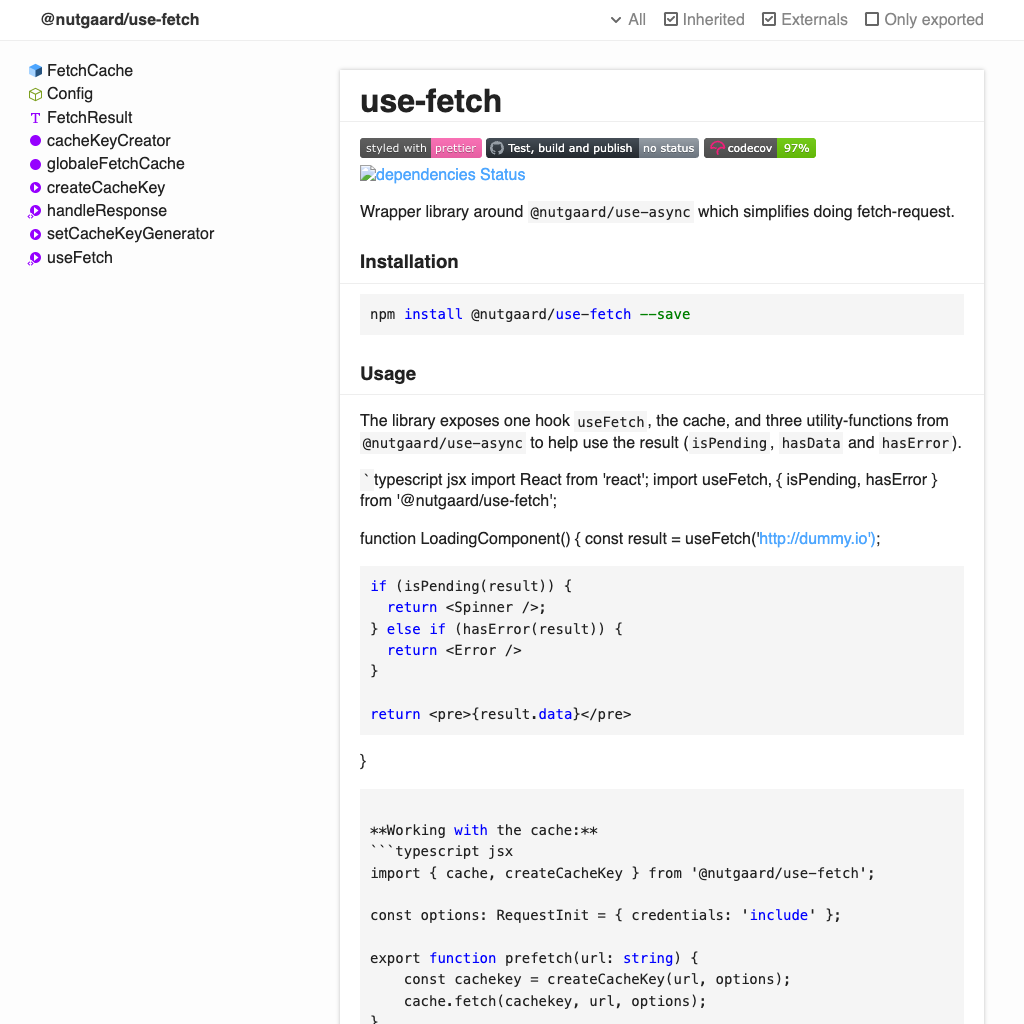 @nutgaard/use-fetch
All Inherited Externals Only exported
FetchCache
Config
T FetchResult
cacheKeyCreator
globaleFetchCache
createCacheKey
handleResponse
setCacheKeyGenerator
useFetch
use-fetch
styled with prettier Test, build and publish no status codecov 97%
dependencies Status
Wrapper library around @nutgaard/use-async which simplifies doing fetch-request.
Installation
npm install @nutgaard/use-fetch --save
Usage
The library exposes one hook useFetch, the cache, and three utility-functions from
@nutgaard/use-async to help use the result (isPending, hasData and hasError).
`typescript jsx import React from 'react'; import useFetch, { isPending, hasError }
from '@nutgaard/use-fetch';
function LoadingComponent() { const result = useFetch('http://dummy.io');
if (isPending(result)) {
  return <Spinner />;
} else if (hasError(result)) {
  return <Error />
}
return <pre>{result.data}</pre>
}
**Working with the cache:**
```typescript jsx
import { cache, createCacheKey } from '@nutgaard/use-fetch';
const options: RequestInit = { credentials: 'include' };
export function prefetch(url: string) {
    const cachekey = createCacheKey(url, options);
    cache.fetch(cachekey, url, options);
}